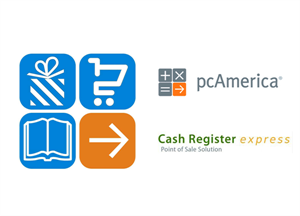 pcAmerica®
Cash Register express
Point of Sale Solution